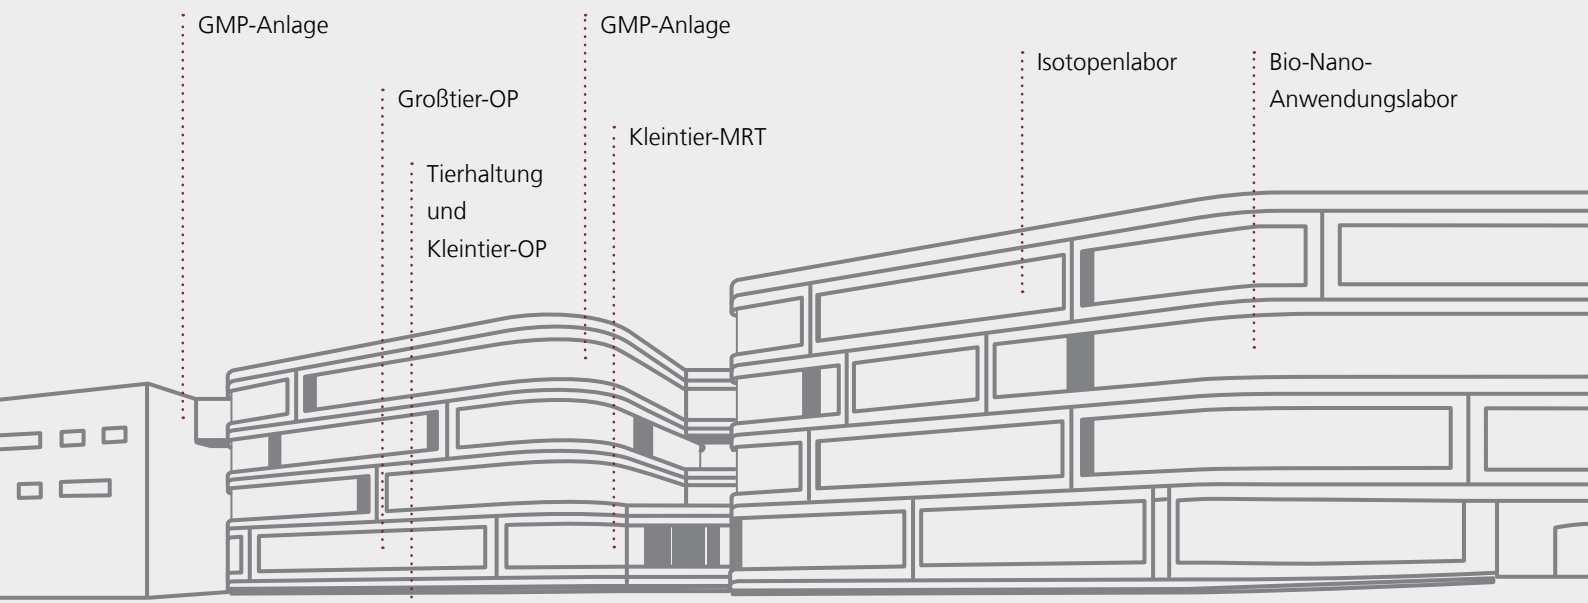 GMP-Anlage
Großtier-OP
Tierhaltung
und
Kleintier-OP
GMP-Anlage
Kleintier-MRT
Isotopenlabor
Bio-Nano-
Anwendungslabor